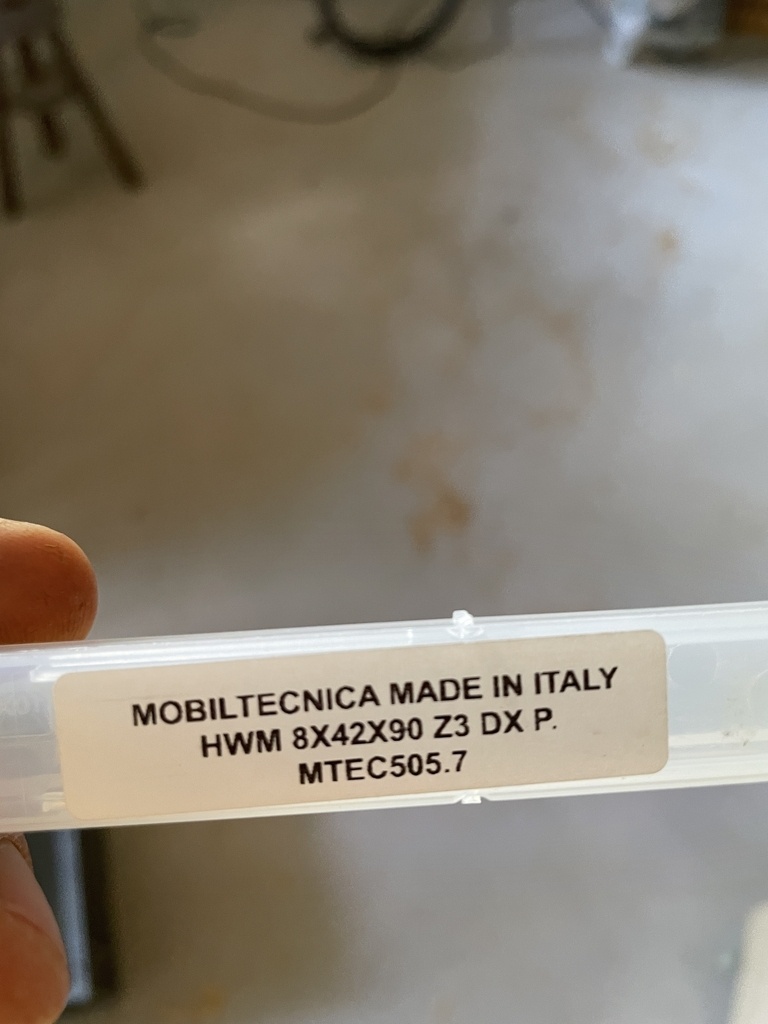 MOBILTECNICA MADE IN ITALY
HWM 8X42X90 Z3 DX P.
MTEC505.7